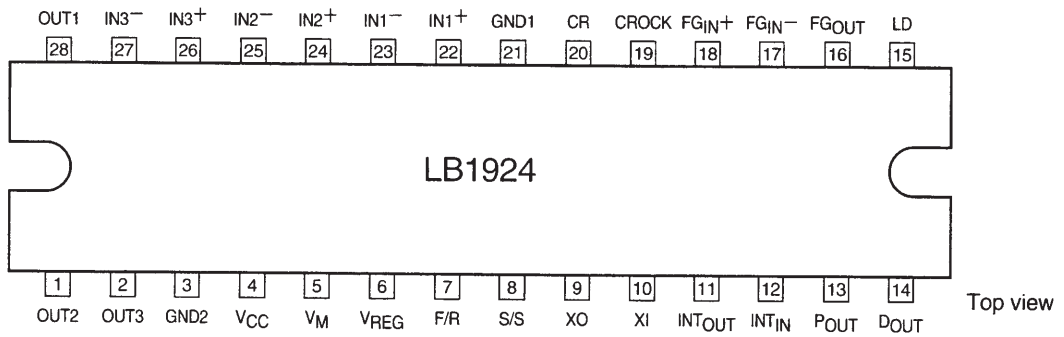 OUT1 IN3− IN3+ IN2− IN2+ IN1− IN1+ GND1 CR CROCK FGIN+ FGIN− FGOUT LD
28 27 26 25 24 23 22 21 20 19 18 17 16 15
LB1924
1 2 3 4 5 6 7 8 9 10 11 12 13 14
OUT2 OUT3 GND2 VCC VM VREG F/R S/S XO XI INTOUT INTIN POUT DOUT
Top view